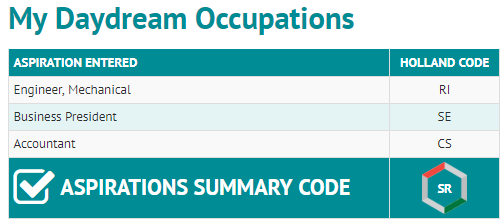 My Daydream Occupations
ASPIRATION ENTERED HOLLAND CODE
Engineer, Mechanical RI
Business President SE
Accountant CS
ASPIRATIONS SUMMARY CODE SR